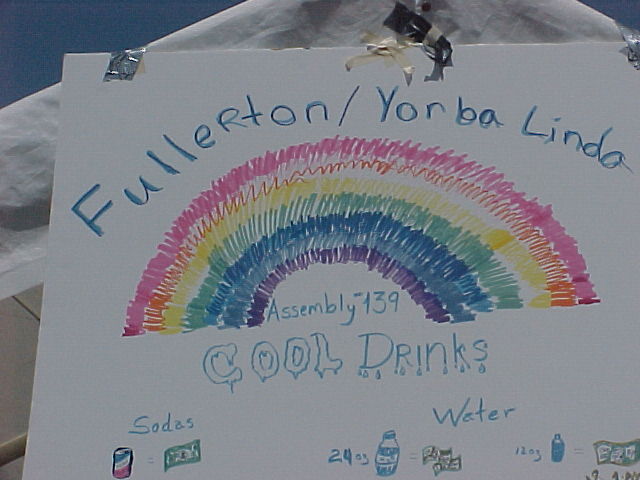 Fullerton/Yorba Linda
Assembly-139
COOL DRINKS
Sodas
Water
=
24oz =
12oz =